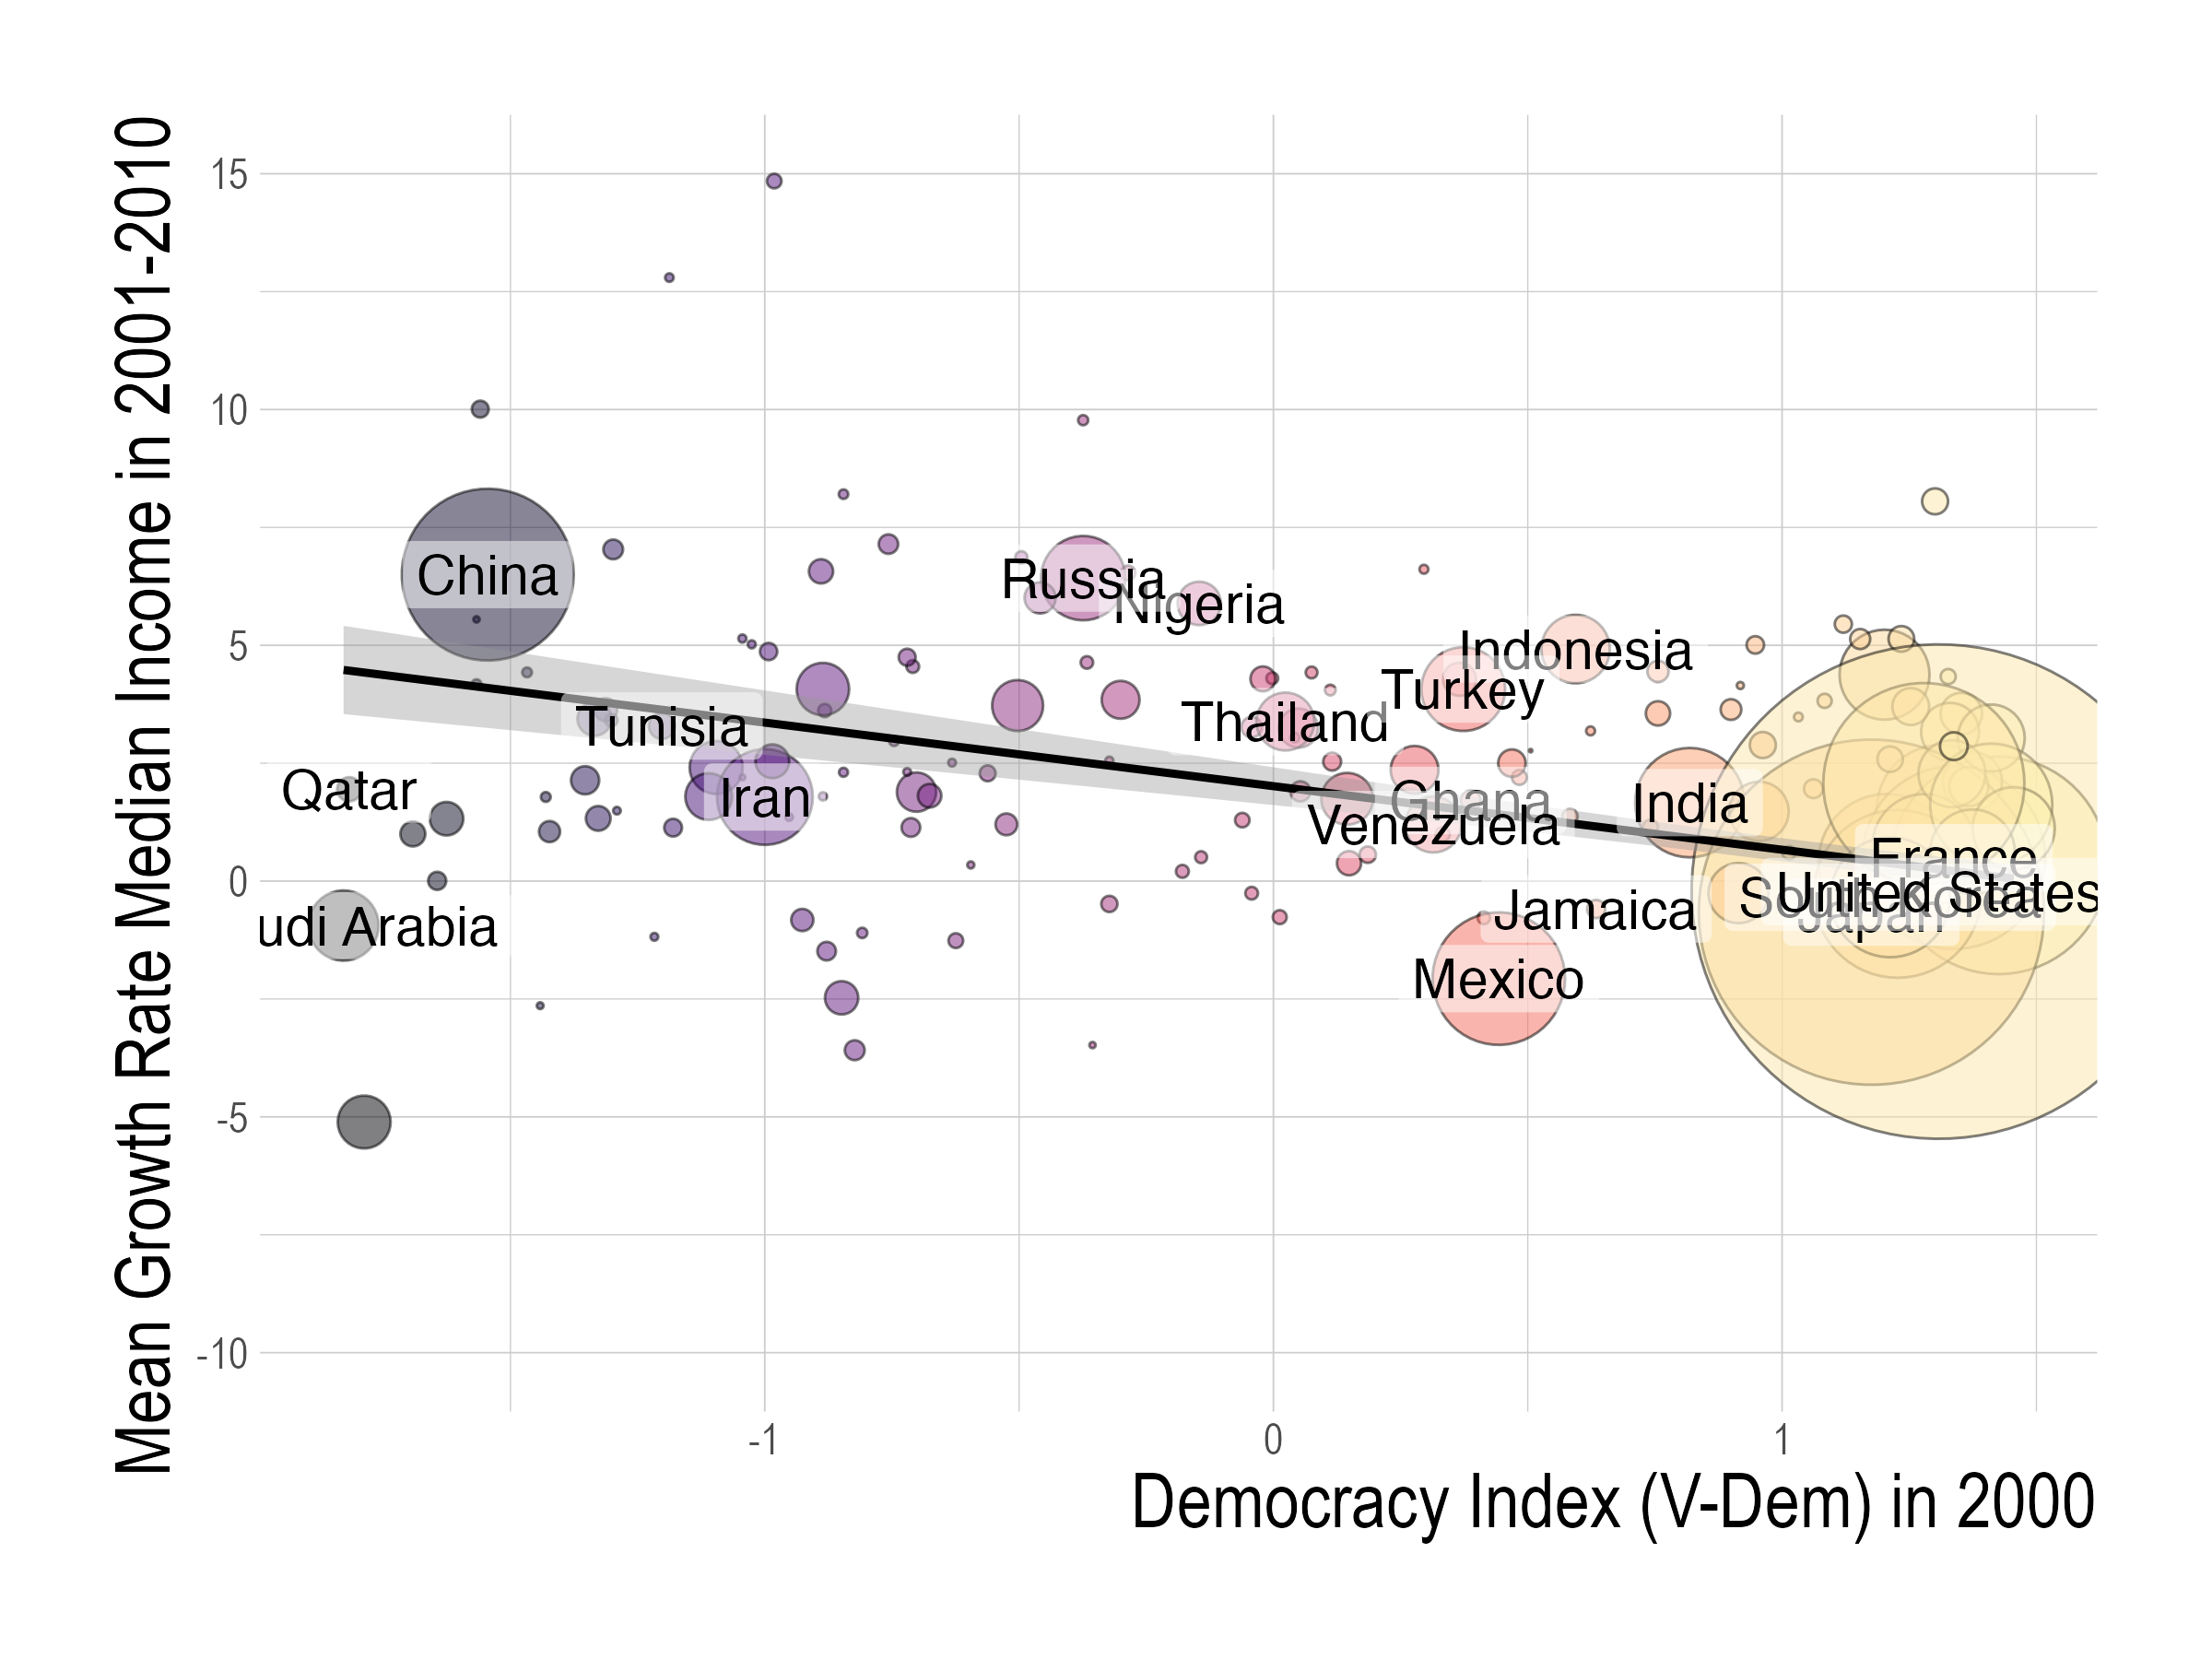 Mean Growth Rate Median Income in 2001-2010
15
10
5
0
-5
-10
China
Russia
Nigeria
Indonesia
Turkey
Thailand
Tunisia
Qatar
Iran
Ghana
India
Venezuela
France
South Korea
United States
Japan
Jamaica
udi Arabia
Mexico
-1
0
1
Democracy Index (V-Dem) in 2000